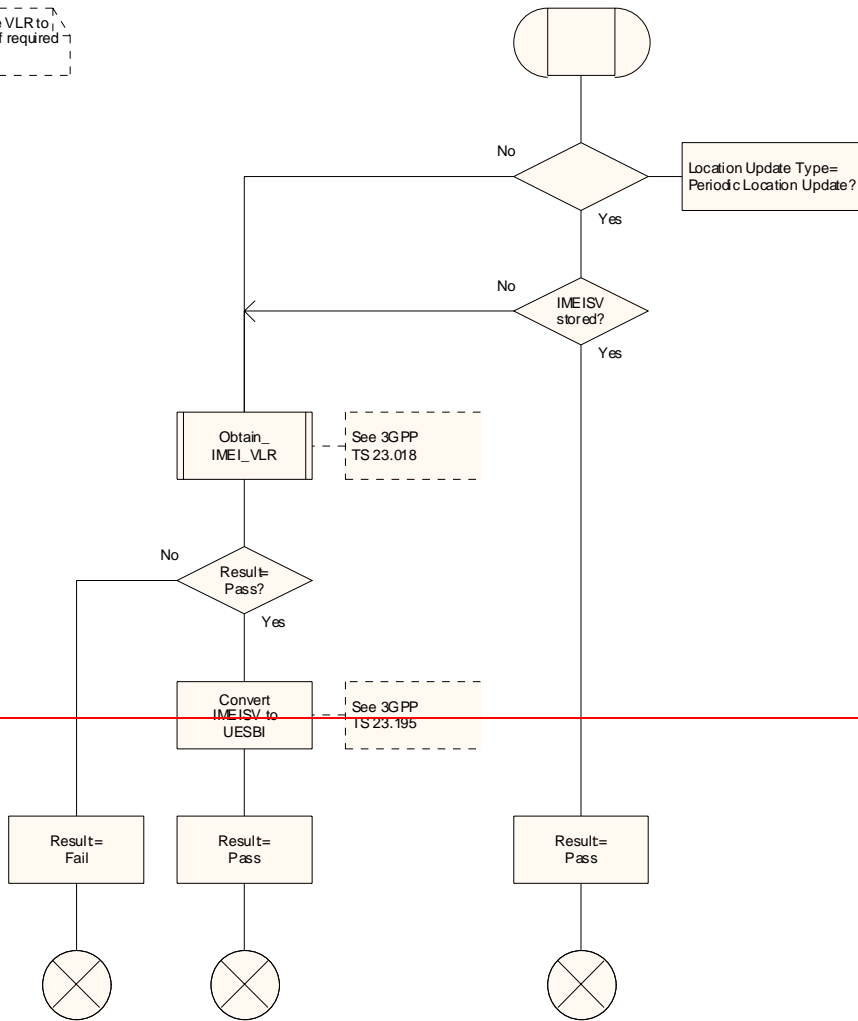 e VLR to
f required
No
Location Update Type=
Periodic Location Update?
Yes
No
IMEISV
stored?
Yes
Obtain_
IMEI_VLR
See 3GPP
TS 23.018
No
Result=
Pass?
Yes
Convert
IMEISV to
UESBI
See 3GPP
TS 23.195
Result=
Fail
Result=
Pass
Result=
Pass